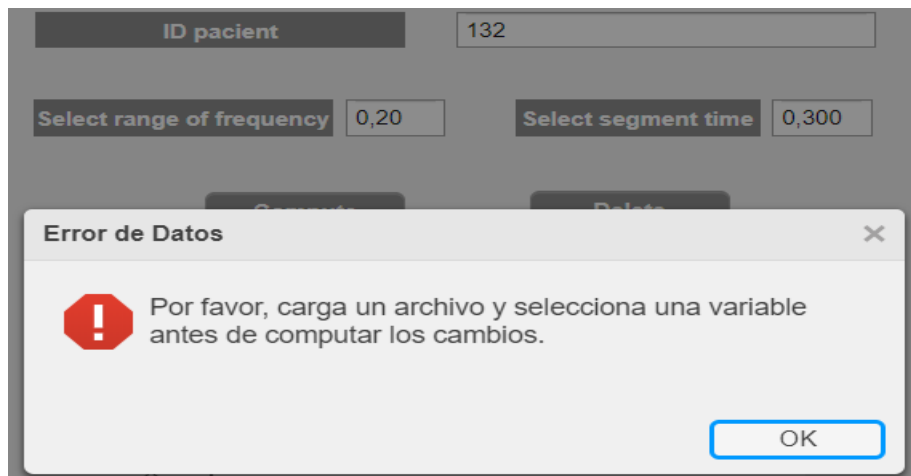 ID pacient 132
Select range of frequency 0,20 Select segment time 0,300
Error de Datos
Por favor, carga un archivo y selecciona una variable
antes de computar los cambios.
OK